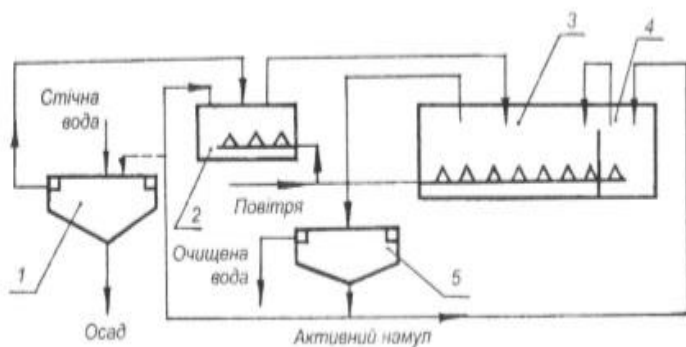 3
4
Стічна
вода
2
Повітря
1
Очищена
вода
5
Осад
Активний намул